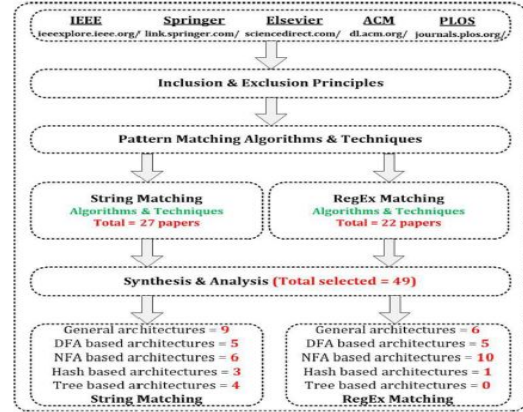 IEEE Springer Elsevier ACM PLOS
ieeexplore.ieee.org/ link.springer.com/ sciencedirect.com/ dl.acm.org/ journals.plos.org/
Inclusion & Exclusion Principles
Pattern Matching Algorithms & Techniques
String Matching
Algorithms & Techniques
Total = 27 papers
RegEx Matching
Algorithms & Techniques
Total = 22 papers
Synthesis & Analysis (Total selected = 49)
General architectures = 9
DFA based architectures = 5
NFA based architectures = 6
Hash based architectures = 3
Tree based architectures = 4
String Matching
General architectures = 6
DFA based architectures = 5
NFA based architectures = 10
Hash based architectures = 1
Tree based architectures = 0
RegEx Matching